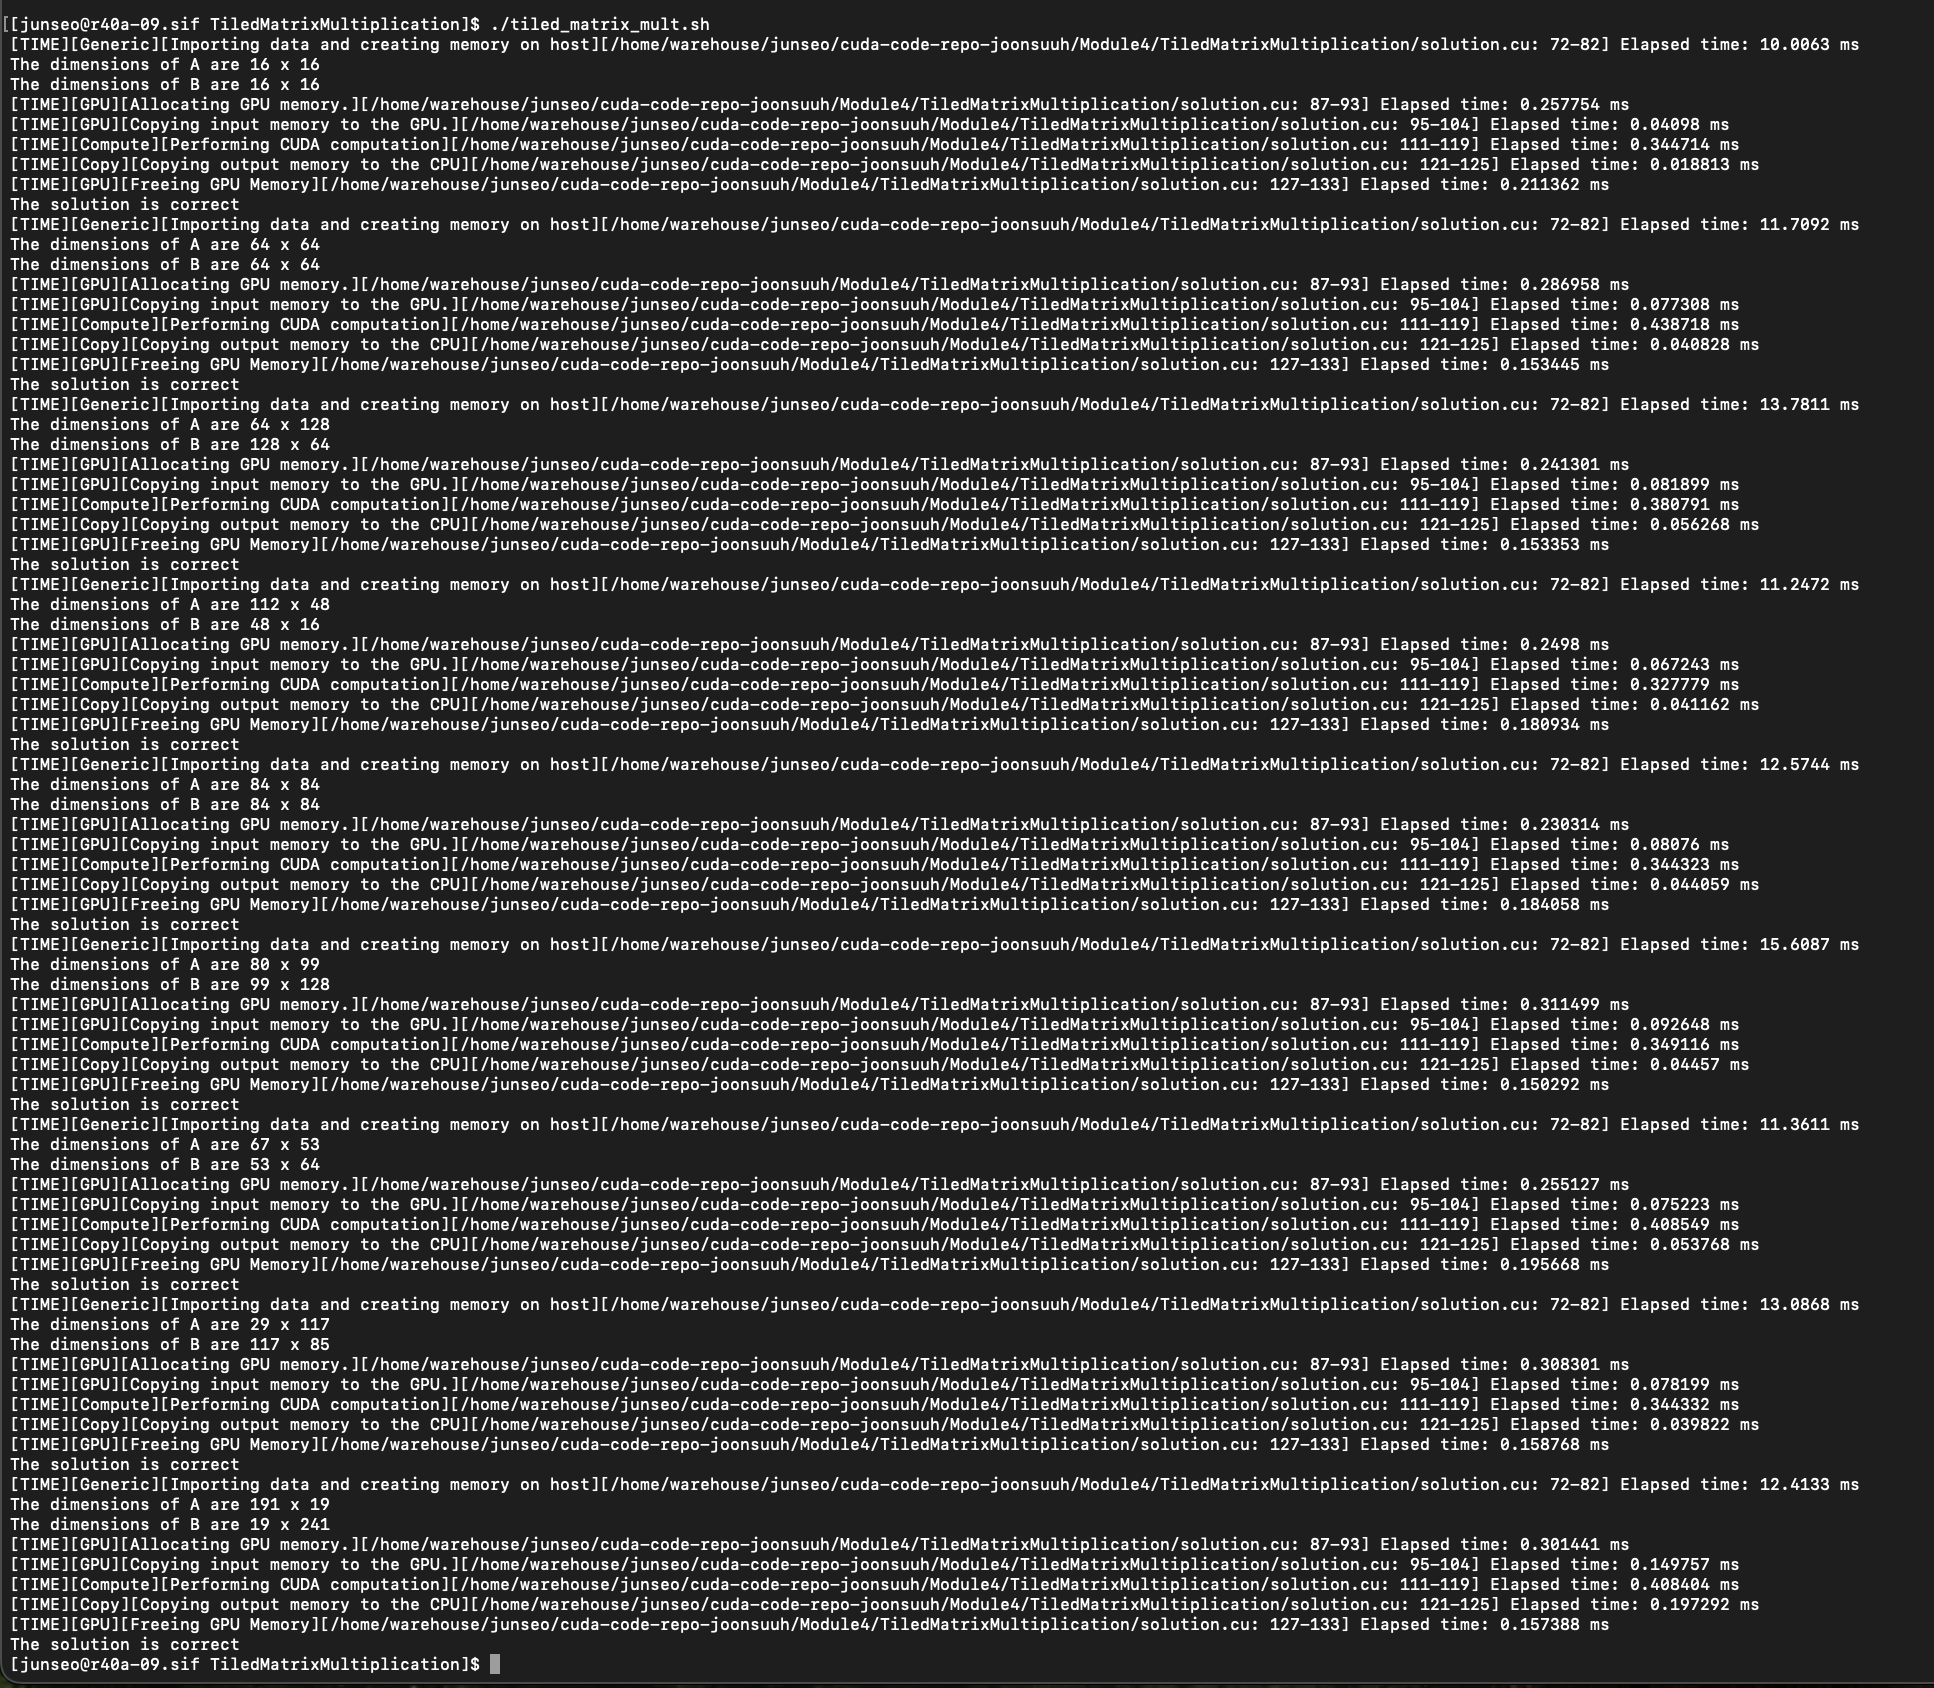 [[junseo@r40a-09.sif TiledMatrixMultiplication]$ ./tiled_matrix_mult.sh
[TIME][Generic][Importing data and creating memory on host][/home/warehouse/junseo/cuda-code-repo-joonsuuh/Module4/TiledMatrixMultiplication/solution.cu: 72-82] Elapsed time: 10.0063 ms
The dimensions of A are 16 x 16
The dimensions of B are 16 x 16
[TIME][GPU][Allocating GPU memory.][/home/warehouse/junseo/cuda-code-repo-joonsuuh/Module4/TiledMatrixMultiplication/solution.cu: 87-93] Elapsed time: 0.257754 ms
[TIME][GPU][Copying input memory to the GPU.][/home/warehouse/junseo/cuda-code-repo-joonsuuh/Module4/TiledMatrixMultiplication/solution.cu: 95-104] Elapsed time: 0.04098 ms
[TIME][Compute][Performing CUDA computation][/home/warehouse/junseo/cuda-code-repo-joonsuuh/Module4/TiledMatrixMultiplication/solution.cu: 111-119] Elapsed time: 0.344714 ms
[TIME][Copy][Copying output memory to the CPU][/home/warehouse/junseo/cuda-code-repo-joonsuuh/Module4/TiledMatrixMultiplication/solution.cu: 121-125] Elapsed time: 0.018813 ms
[TIME][GPU][Freeing GPU Memory][/home/warehouse/junseo/cuda-code-repo-joonsuuh/Module4/TiledMatrixMultiplication/solution.cu: 127-133] Elapsed time: 0.211362 ms
The solution is correct
[TIME][Generic][Importing data and creating memory on host][/home/warehouse/junseo/cuda-code-repo-joonsuuh/Module4/TiledMatrixMultiplication/solution.cu: 72-82] Elapsed time: 11.7092 ms
The dimensions of A are 64 x 64
The dimensions of B are 64 x 64
[TIME][GPU][Allocating GPU memory.][/home/warehouse/junseo/cuda-code-repo-joonsuuh/Module4/TiledMatrixMultiplication/solution.cu: 87-93] Elapsed time: 0.286958 ms
[TIME][GPU][Copying input memory to the GPU.][/home/warehouse/junseo/cuda-code-repo-joonsuuh/Module4/TiledMatrixMultiplication/solution.cu: 95-104] Elapsed time: 0.077308 ms
[TIME][Compute][Performing CUDA computation][/home/warehouse/junseo/cuda-code-repo-joonsuuh/Module4/TiledMatrixMultiplication/solution.cu: 111-119] Elapsed time: 0.438718 ms
[TIME][Copy][Copying output memory to the CPU][/home/warehouse/junseo/cuda-code-repo-joonsuuh/Module4/TiledMatrixMultiplication/solution.cu: 121-125] Elapsed time: 0.040828 ms
[TIME][GPU][Freeing GPU Memory][/home/warehouse/junseo/cuda-code-repo-joonsuuh/Module4/TiledMatrixMultiplication/solution.cu: 127-133] Elapsed time: 0.153445 ms
The solution is correct
[TIME][Generic][Importing data and creating memory on host][/home/warehouse/junseo/cuda-code-repo-joonsuuh/Module4/TiledMatrixMultiplication/solution.cu: 72-82] Elapsed time: 13.7811 ms
The dimensions of A are 64 x 128
The dimensions of B are 128 x 64
[TIME][GPU][Allocating GPU memory.][/home/warehouse/junseo/cuda-code-repo-joonsuuh/Module4/TiledMatrixMultiplication/solution.cu: 87-93] Elapsed time: 0.241301 ms
[TIME][GPU][Copying input memory to the GPU.][/home/warehouse/junseo/cuda-code-repo-joonsuuh/Module4/TiledMatrixMultiplication/solution.cu: 95-104] Elapsed time: 0.081899 ms
[TIME][Compute][Performing CUDA computation][/home/warehouse/junseo/cuda-code-repo-joonsuuh/Module4/TiledMatrixMultiplication/solution.cu: 111-119] Elapsed time: 0.380791 ms
[TIME][Copy][Copying output memory to the CPU][/home/warehouse/junseo/cuda-code-repo-joonsuuh/Module4/TiledMatrixMultiplication/solution.cu: 121-125] Elapsed time: 0.056268 ms
[TIME][GPU][Freeing GPU Memory][/home/warehouse/junseo/cuda-code-repo-joonsuuh/Module4/TiledMatrixMultiplication/solution.cu: 127-133] Elapsed time: 0.153353 ms
The solution is correct
[TIME][Generic][Importing data and creating memory on host][/home/warehouse/junseo/cuda-code-repo-joonsuuh/Module4/TiledMatrixMultiplication/solution.cu: 72-82] Elapsed time: 11.2472 ms
The dimensions of A are 112 x 48
The dimensions of B are 48 x 16
[TIME][GPU][Allocating GPU memory.][/home/warehouse/junseo/cuda-code-repo-joonsuuh/Module4/TiledMatrixMultiplication/solution.cu: 87-93] Elapsed time: 0.2498 ms
[TIME][GPU][Copying input memory to the GPU.][/home/warehouse/junseo/cuda-code-repo-joonsuuh/Module4/TiledMatrixMultiplication/solution.cu: 95-104] Elapsed time: 0.067243 ms
[TIME][Compute][Performing CUDA computation][/home/warehouse/junseo/cuda-code-repo-joonsuuh/Module4/TiledMatrixMultiplication/solution.cu: 111-119] Elapsed time: 0.327779 ms
[TIME][Copy][Copying output memory to the CPU][/home/warehouse/junseo/cuda-code-repo-joonsuuh/Module4/TiledMatrixMultiplication/solution.cu: 121-125] Elapsed time: 0.041162 ms
[TIME][GPU][Freeing GPU Memory][/home/warehouse/junseo/cuda-code-repo-joonsuuh/Module4/TiledMatrixMultiplication/solution.cu: 127-133] Elapsed time: 0.180934 ms
The solution is correct
[TIME][Generic][Importing data and creating memory on host][/home/warehouse/junseo/cuda-code-repo-joonsuuh/Module4/TiledMatrixMultiplication/solution.cu: 72-82] Elapsed time: 12.5744 ms
The dimensions of A are 84 x 84
The dimensions of B are 84 x 84
[TIME][GPU][Allocating GPU memory.][/home/warehouse/junseo/cuda-code-repo-joonsuuh/Module4/TiledMatrixMultiplication/solution.cu: 87-93] Elapsed time: 0.230314 ms
[TIME][GPU][Copying input memory to the GPU.][/home/warehouse/junseo/cuda-code-repo-joonsuuh/Module4/TiledMatrixMultiplication/solution.cu: 95-104] Elapsed time: 0.08076 ms
[TIME][Compute][Performing CUDA computation][/home/warehouse/junseo/cuda-code-repo-joonsuuh/Module4/TiledMatrixMultiplication/solution.cu: 111-119] Elapsed time: 0.344323 ms
[TIME][Copy][Copying output memory to the CPU][/home/warehouse/junseo/cuda-code-repo-joonsuuh/Module4/TiledMatrixMultiplication/solution.cu: 121-125] Elapsed time: 0.044059 ms
[TIME][GPU][Freeing GPU Memory][/home/warehouse/junseo/cuda-code-repo-joonsuuh/Module4/TiledMatrixMultiplication/solution.cu: 127-133] Elapsed time: 0.184058 ms
The solution is correct
[TIME][Generic][Importing data and creating memory on host][/home/warehouse/junseo/cuda-code-repo-joonsuuh/Module4/TiledMatrixMultiplication/solution.cu: 72-82] Elapsed time: 15.6087 ms
The dimensions of A are 80 x 99
The dimensions of B are 99 x 128
[TIME][GPU][Allocating GPU memory.][/home/warehouse/junseo/cuda-code-repo-joonsuuh/Module4/TiledMatrixMultiplication/solution.cu: 87-93] Elapsed time: 0.311499 ms
[TIME][GPU][Copying input memory to the GPU.][/home/warehouse/junseo/cuda-code-repo-joonsuuh/Module4/TiledMatrixMultiplication/solution.cu: 95-104] Elapsed time: 0.092648 ms
[TIME][Compute][Performing CUDA computation][/home/warehouse/junseo/cuda-code-repo-joonsuuh/Module4/TiledMatrixMultiplication/solution.cu: 111-119] Elapsed time: 0.349116 ms
[TIME][Copy][Copying output memory to the CPU][/home/warehouse/junseo/cuda-code-repo-joonsuuh/Module4/TiledMatrixMultiplication/solution.cu: 121-125] Elapsed time: 0.04457 ms
[TIME][GPU][Freeing GPU Memory][/home/warehouse/junseo/cuda-code-repo-joonsuuh/Module4/TiledMatrixMultiplication/solution.cu: 127-133] Elapsed time: 0.150292 ms
The solution is correct
[TIME][Generic][Importing data and creating memory on host][/home/warehouse/junseo/cuda-code-repo-joonsuuh/Module4/TiledMatrixMultiplication/solution.cu: 72-82] Elapsed time: 11.3611 ms
The dimensions of A are 67 x 53
The dimensions of B are 53 x 64
[TIME][GPU][Allocating GPU memory.][/home/warehouse/junseo/cuda-code-repo-joonsuuh/Module4/TiledMatrixMultiplication/solution.cu: 87-93] Elapsed time: 0.255127 ms
[TIME][GPU][Copying input memory to the GPU.][/home/warehouse/junseo/cuda-code-repo-joonsuuh/Module4/TiledMatrixMultiplication/solution.cu: 95-104] Elapsed time: 0.075223 ms
[TIME][Compute][Performing CUDA computation][/home/warehouse/junseo/cuda-code-repo-joonsuuh/Module4/TiledMatrixMultiplication/solution.cu: 111-119] Elapsed time: 0.408549 ms
[TIME][Copy][Copying output memory to the CPU][/home/warehouse/junseo/cuda-code-repo-joonsuuh/Module4/TiledMatrixMultiplication/solution.cu: 121-125] Elapsed time: 0.053768 ms
[TIME][GPU][Freeing GPU Memory][/home/warehouse/junseo/cuda-code-repo-joonsuuh/Module4/TiledMatrixMultiplication/solution.cu: 127-133] Elapsed time: 0.195668 ms
The solution is correct
[TIME][Generic][Importing data and creating memory on host][/home/warehouse/junseo/cuda-code-repo-joonsuuh/Module4/TiledMatrixMultiplication/solution.cu: 72-82] Elapsed time: 13.0868 ms
The dimensions of A are 29 x 117
The dimensions of B are 117 x 85
[TIME][GPU][Allocating GPU memory.][/home/warehouse/junseo/cuda-code-repo-joonsuuh/Module4/TiledMatrixMultiplication/solution.cu: 87-93] Elapsed time: 0.308301 ms
[TIME][GPU][Copying input memory to the GPU.][/home/warehouse/junseo/cuda-code-repo-joonsuuh/Module4/TiledMatrixMultiplication/solution.cu: 95-104] Elapsed time: 0.078199 ms
[TIME][Compute][Performing CUDA computation][/home/warehouse/junseo/cuda-code-repo-joonsuuh/Module4/TiledMatrixMultiplication/solution.cu: 111-119] Elapsed time: 0.344332 ms
[TIME][Copy][Copying output memory to the CPU][/home/warehouse/junseo/cuda-code-repo-joonsuuh/Module4/TiledMatrixMultiplication/solution.cu: 121-125] Elapsed time: 0.039822 ms
[TIME][GPU][Freeing GPU Memory][/home/warehouse/junseo/cuda-code-repo-joonsuuh/Module4/TiledMatrixMultiplication/solution.cu: 127-133] Elapsed time: 0.158768 ms
The solution is correct
[TIME][Generic][Importing data and creating memory on host][/home/warehouse/junseo/cuda-code-repo-joonsuuh/Module4/TiledMatrixMultiplication/solution.cu: 72-82] Elapsed time: 12.4133 ms
The dimensions of A are 191 x 19
The dimensions of B are 19 x 241
[TIME][GPU][Allocating GPU memory.][/home/warehouse/junseo/cuda-code-repo-joonsuuh/Module4/TiledMatrixMultiplication/solution.cu: 87-93] Elapsed time: 0.301441 ms
[TIME][GPU][Copying input memory to the GPU.][/home/warehouse/junseo/cuda-code-repo-joonsuuh/Module4/TiledMatrixMultiplication/solution.cu: 95-104] Elapsed time: 0.149757 ms
[TIME][Compute][Performing CUDA computation][/home/warehouse/junseo/cuda-code-repo-joonsuuh/Module4/TiledMatrixMultiplication/solution.cu: 111-119] Elapsed time: 0.408404 ms
[TIME][Copy][Copying output memory to the CPU][/home/warehouse/junseo/cuda-code-repo-joonsuuh/Module4/TiledMatrixMultiplication/solution.cu: 121-125] Elapsed time: 0.197292 ms
[TIME][GPU][Freeing GPU Memory][/home/warehouse/junseo/cuda-code-repo-joonsuuh/Module4/TiledMatrixMultiplication/solution.cu: 127-133] Elapsed time: 0.157388 ms
The solution is correct
[junseo@r40a-09.sif TiledMatrixMultiplication]$